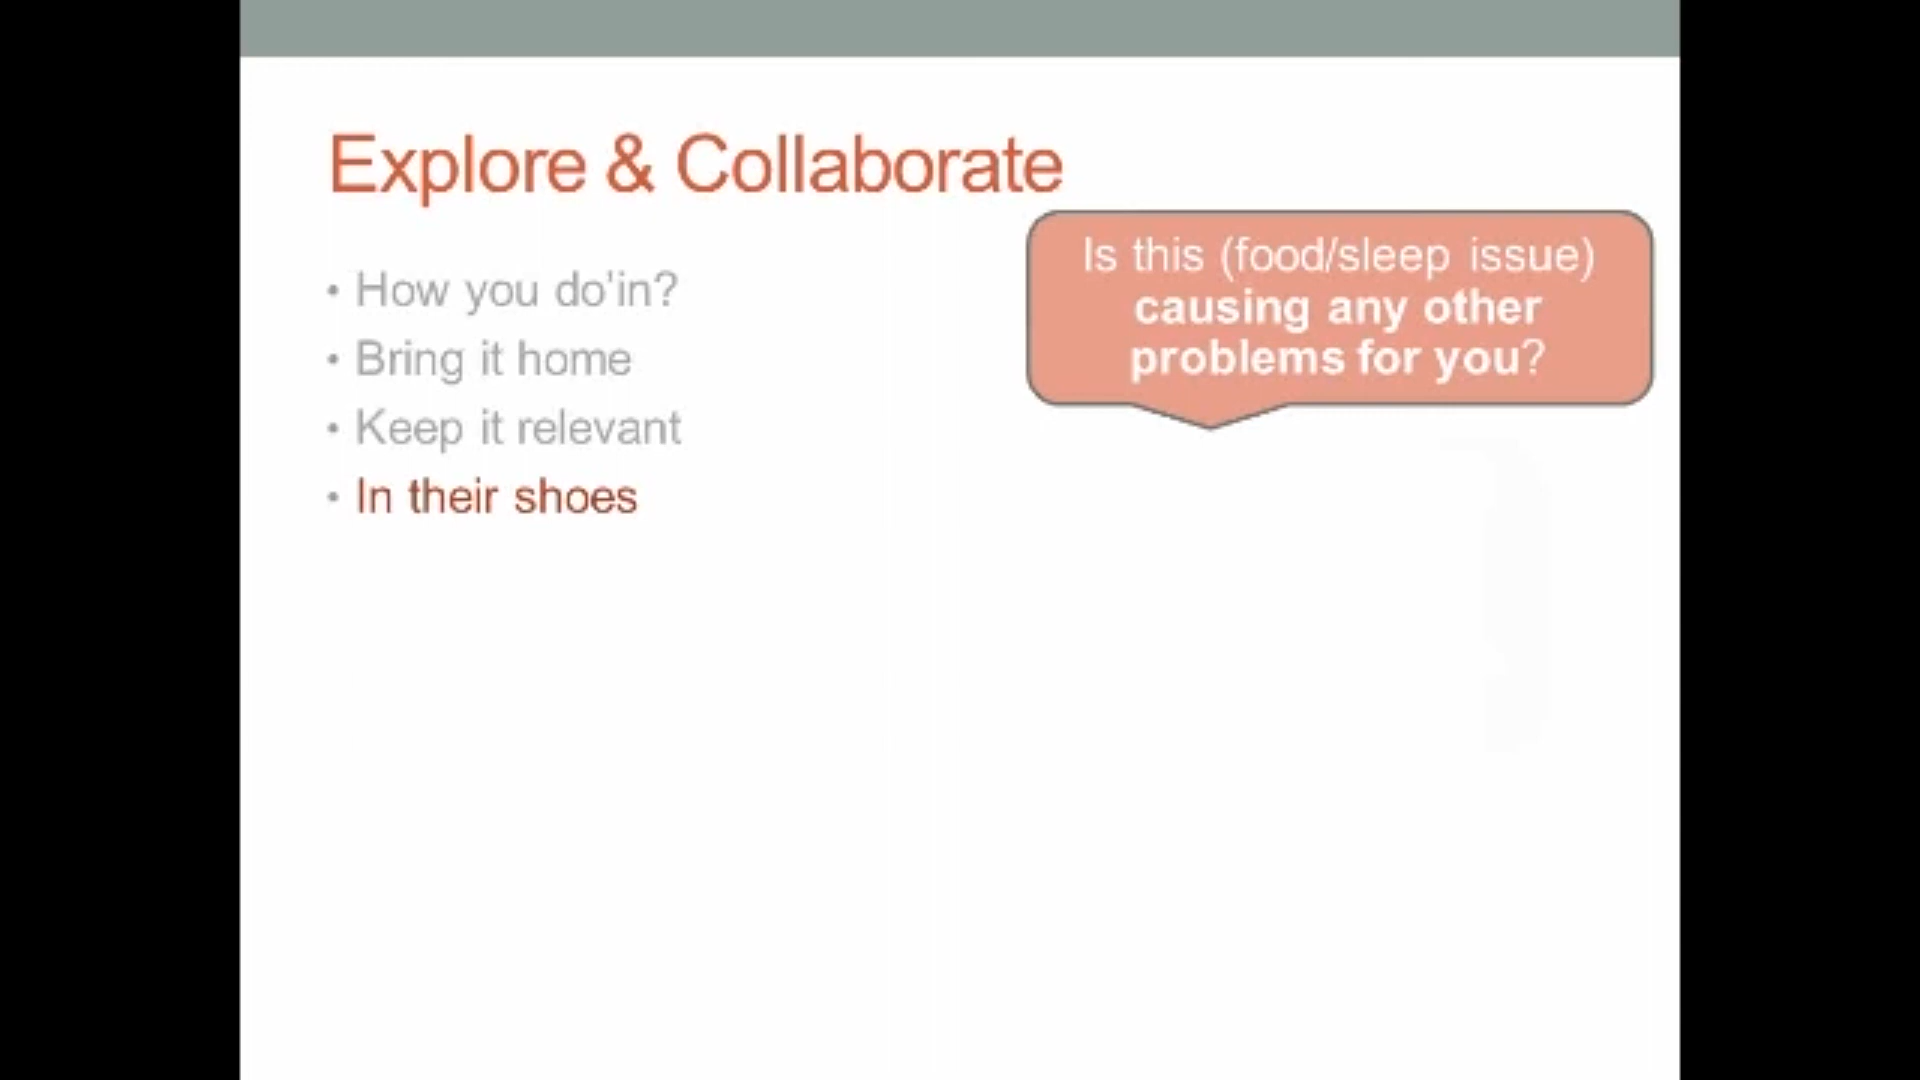 Explore & Collaborate
• How you do'in?
• Bring it home
• Keep it relevant
• In their shoes
Is this (food/sleep issue)
causing any other
problems for you?